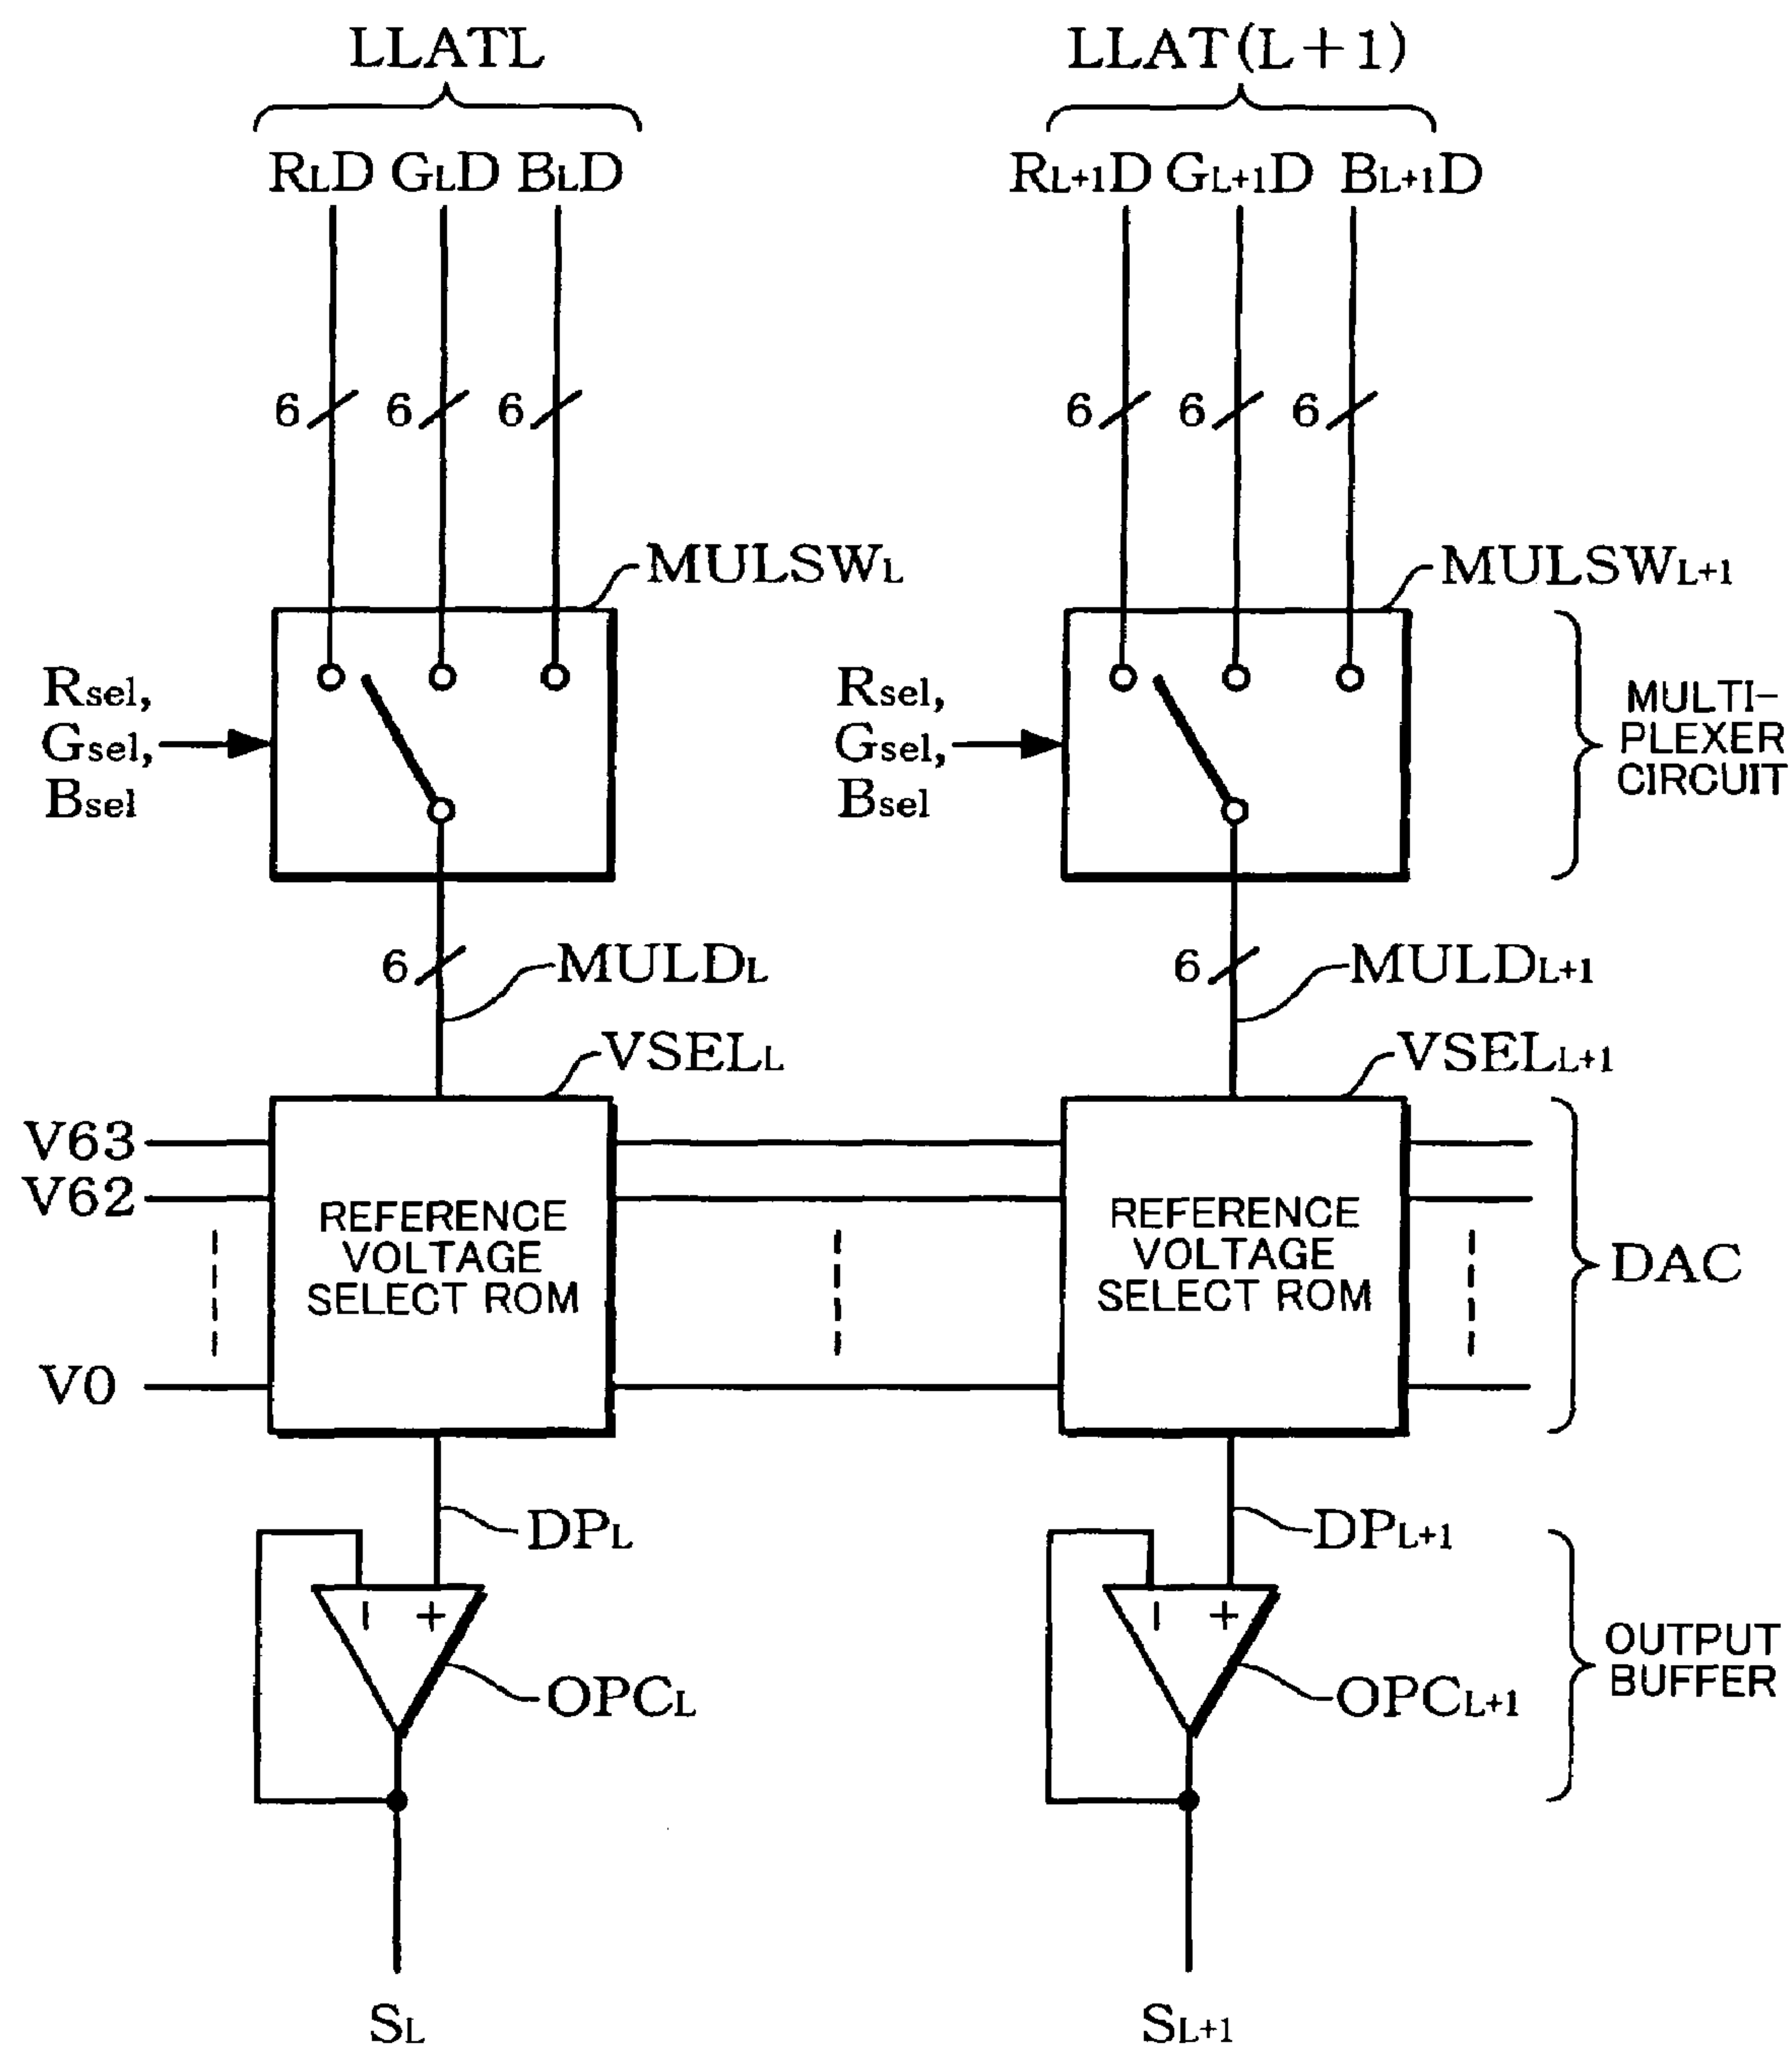 LLATL LLAT(L+1)
RLD GLD BLD RL+1D GL+1D BL+1D
6 6 6 6 6 6
MULSWL MULSWL+1
Rsel, Gsel, Bsel
Rsel, Gsel, Bsel
MULTI-
PLEXER
CIRCUIT
6 MULDL 6 MULDL+1
VSELL VSELL+1
V63
V62
V0
REFERENCE
VOLTAGE
SELECT ROM
REFERENCE
VOLTAGE
SELECT ROM
DAC
DPL DPL+1
− + − +
OPCL OPCL+1
OUTPUT
BUFFER
SL SL+1